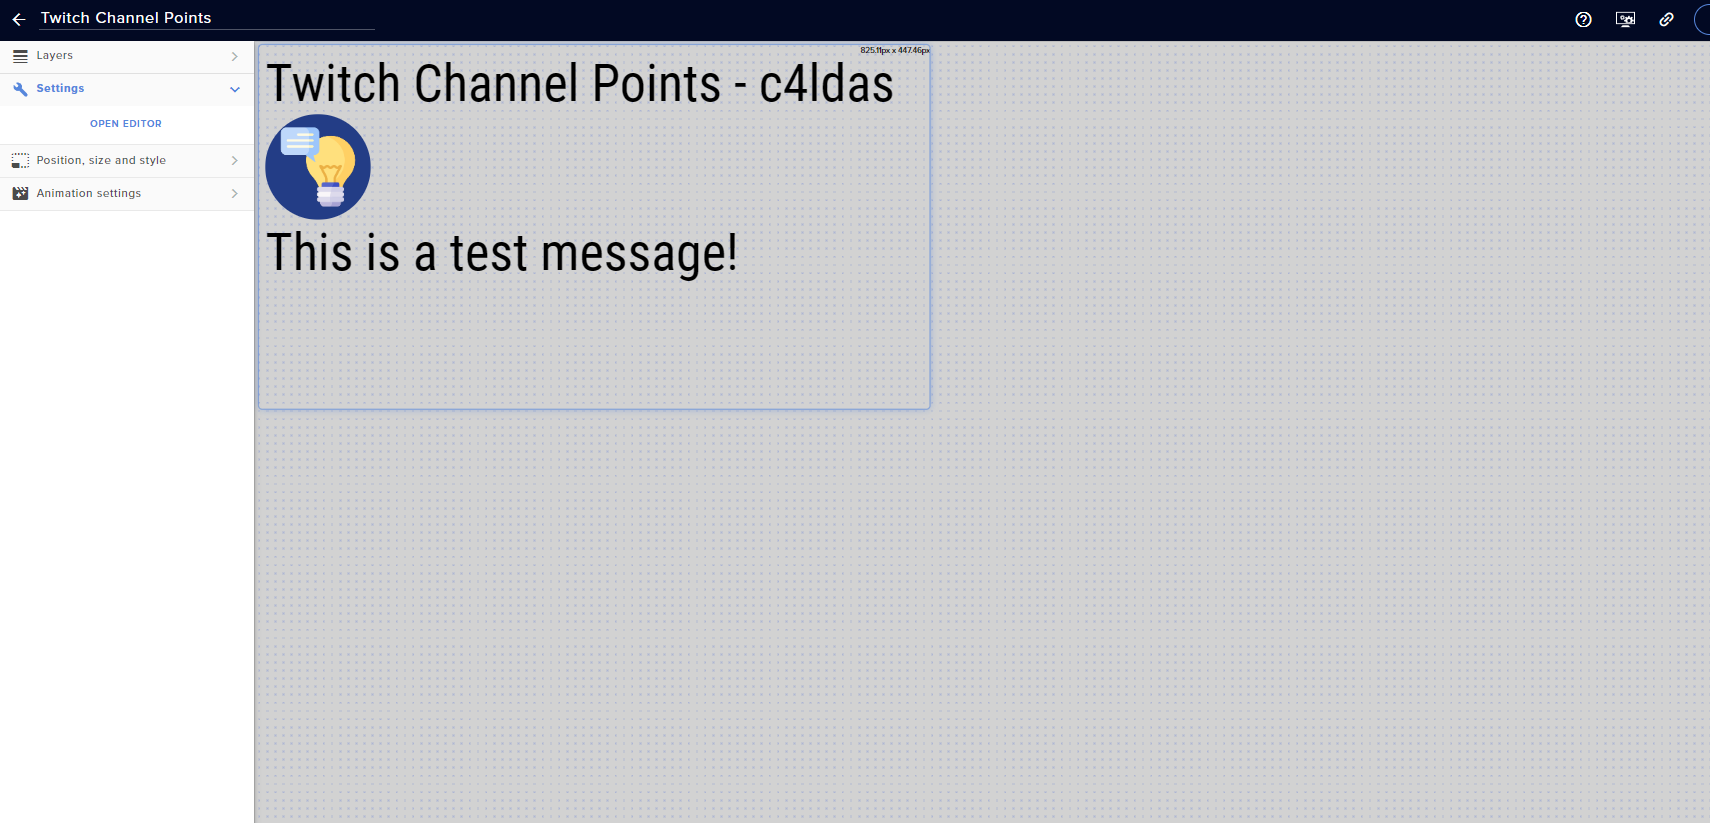 Twitch Channel Points
Layers
Settings
OPEN EDITOR
Position, size and style
Animation settings
825.11px x 447.46px
Twitch Channel Points - c4ldas
This is a test message!